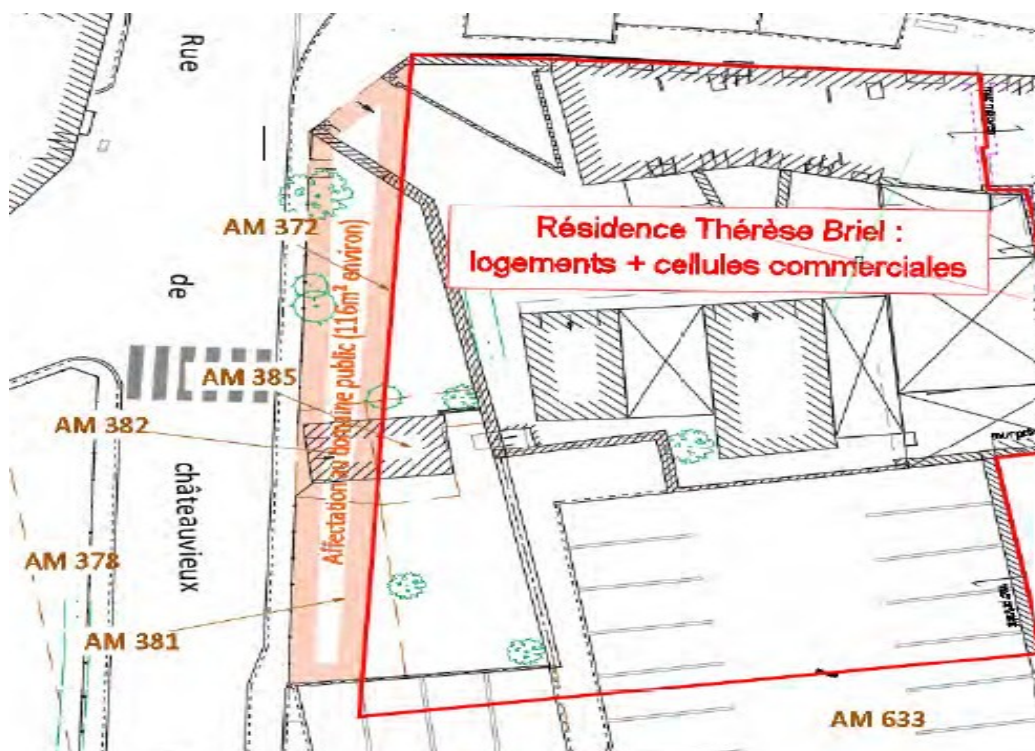 Rue
de
châteauvieux
AM 372
Résidence Thérèse Briel :
logements + cellules commerciales
Affectation au domaine public (116m² environ)
AM 385
AM 382
AM 378
AM 381
AM 633